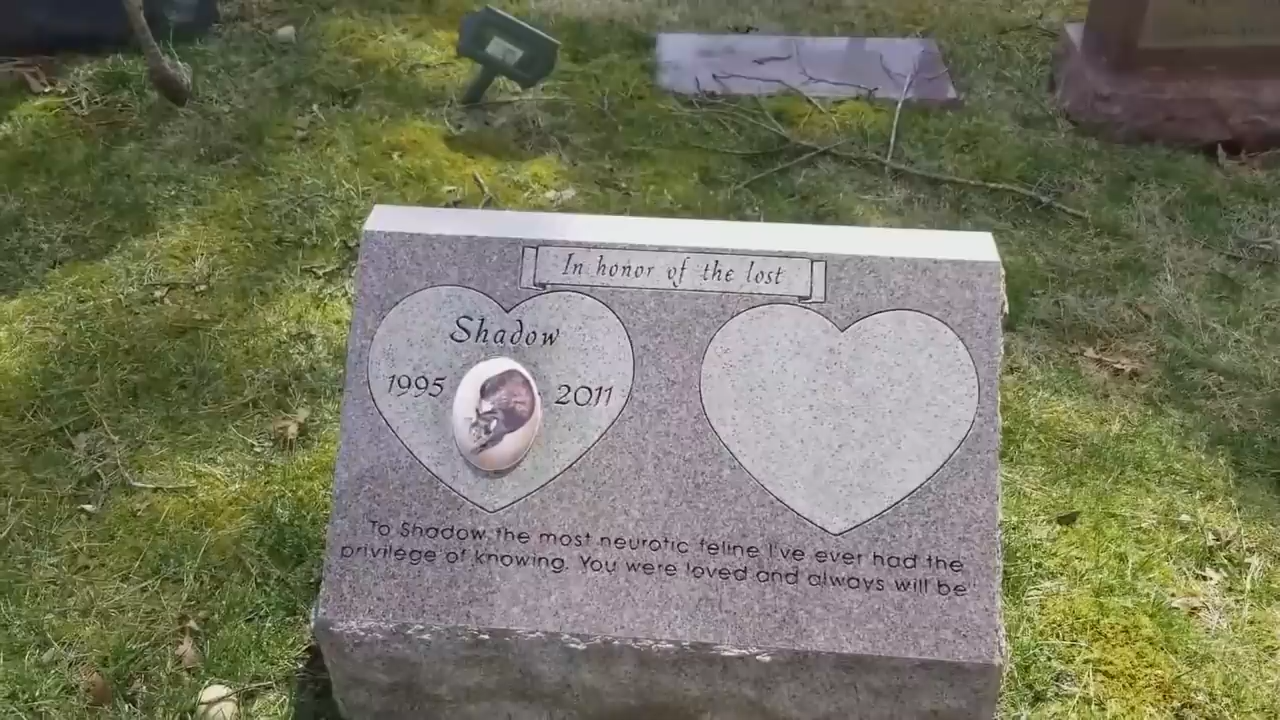 In honor of the lost
Shadow
1995 2011
To Shadow, the most neurotic feline I've ever had the
privilege of knowing. You were loved and always will be